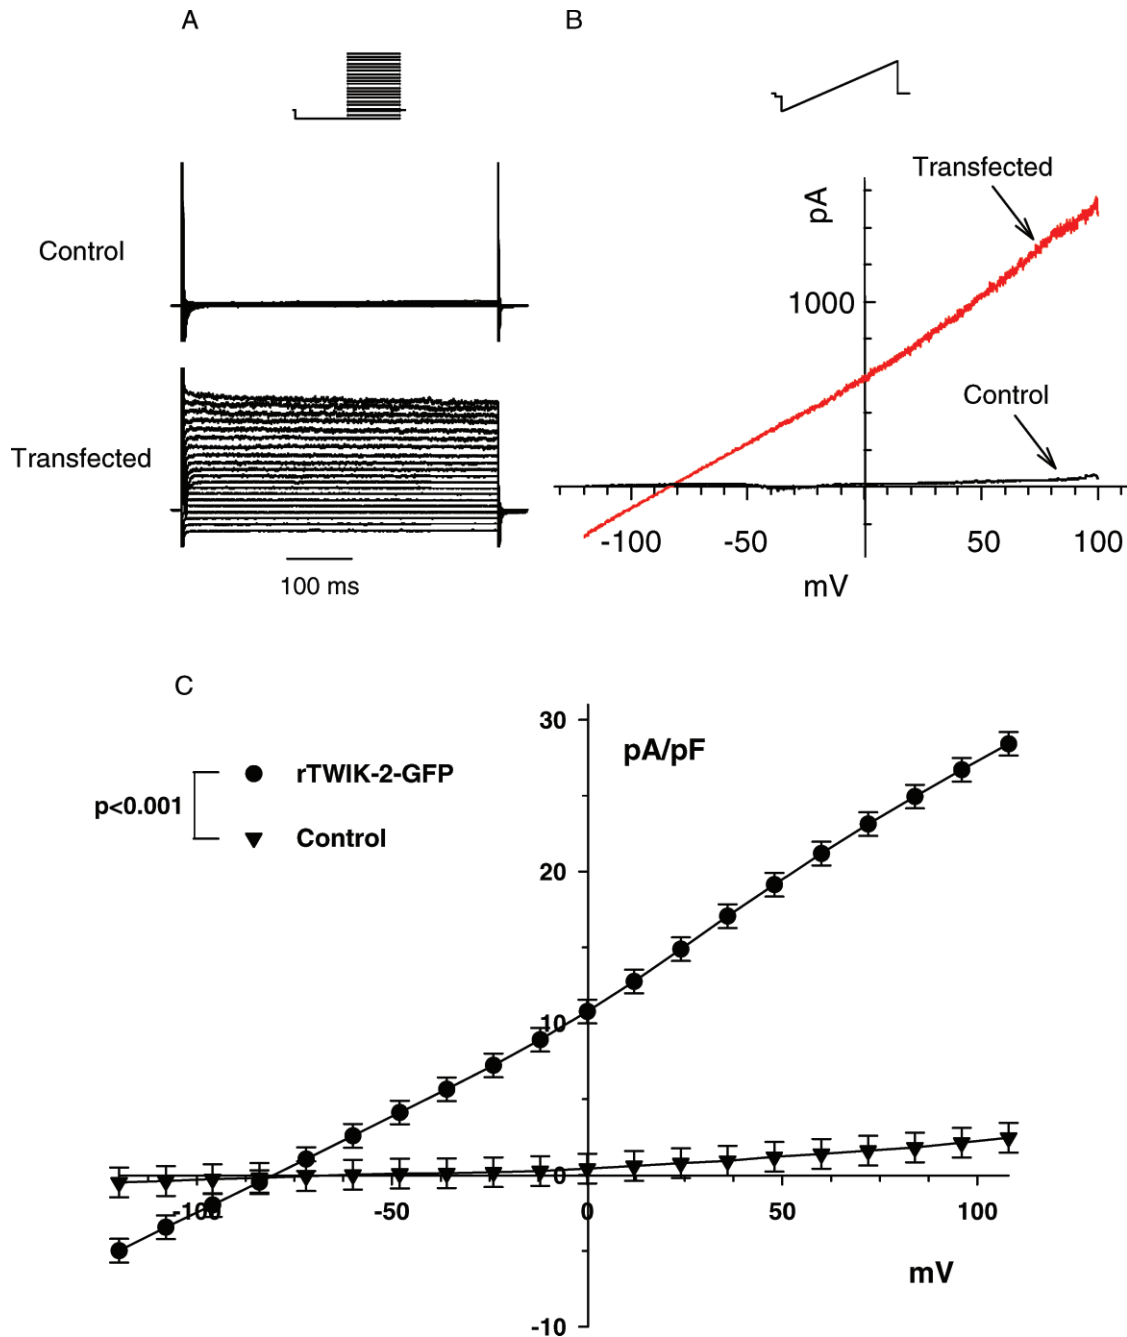 A
B
Control
Transfected
100 ms
Transfected
pA
1000
Control
-100
-50
50
100
mV
C
30
pA/pF
rTWIK-2-GFP
p<0.001
Control
20
10
0
-100
-50
0
50
100
mV
-10